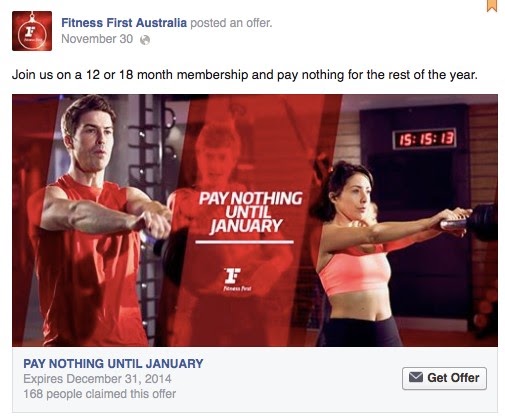 Fitness First Australia posted an offer.
November 30
Join us on a 12 or 18 month membership and pay nothing for the rest of the year.
15:15:13
PAY NOTHING
UNTIL
JANUARY
Fitness First
PAY NOTHING UNTIL JANUARY
Expires December 31, 2014
168 people claimed this offer
Get Offer